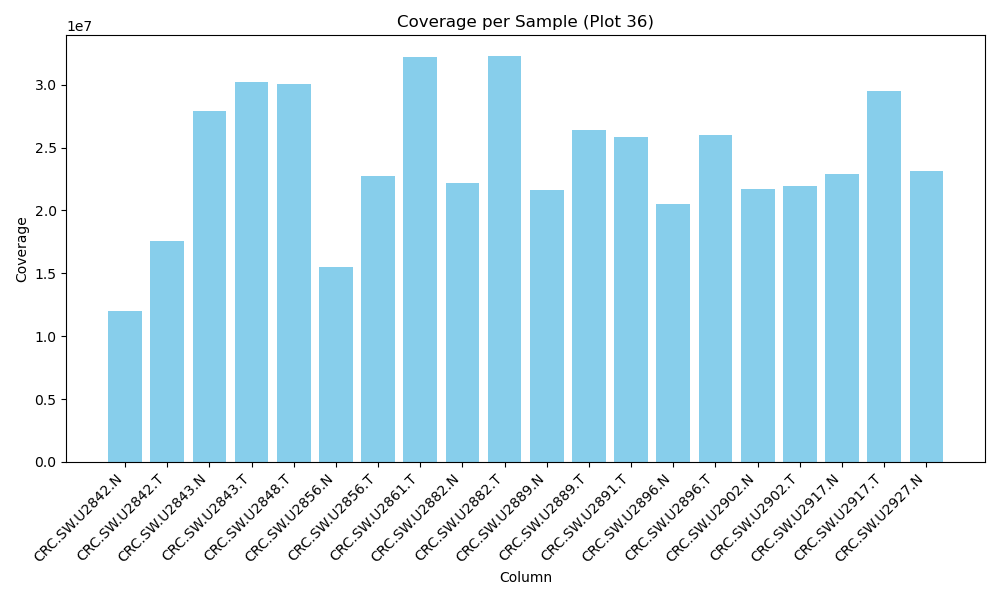 Coverage per Sample (Plot 36)
1e7
3.0
2.5
2.0
1.5
1.0
0.5
0.0
Coverage
CRC.SW.U2842.N
CRC.SW.U2842.T
CRC.SW.U2843.N
CRC.SW.U2843.T
CRC.SW.U2848.T
CRC.SW.U2856.N
CRC.SW.U2856.T
CRC.SW.U2861.T
CRC.SW.U2882.N
CRC.SW.U2882.T
CRC.SW.U2889.N
CRC.SW.U2889.T
CRC.SW.U2891.T
CRC.SW.U2896.N
CRC.SW.U2896.T
CRC.SW.U2902.N
CRC.SW.U2902.T
CRC.SW.U2917.N
CRC.SW.U2917.T
CRC.SW.U2927.N
Column